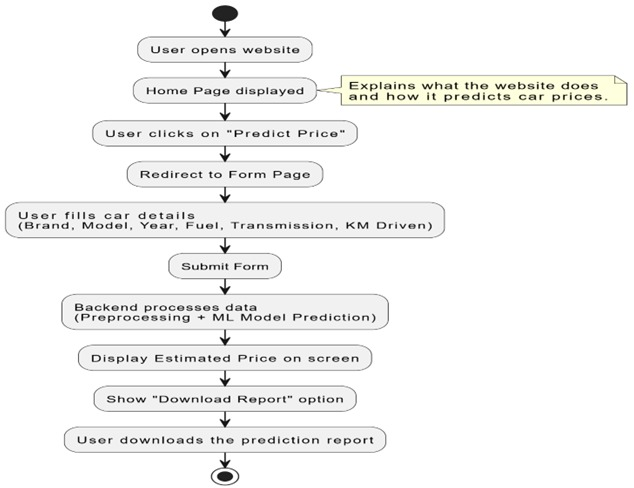 User opens website
Home Page displayed
Explains what the website does
and how it predicts car prices.
User clicks on "Predict Price"
Redirect to Form Page
User fills car details
(Brand, Model, Year, Fuel, Transmission, KM Driven)
Submit Form
Backend processes data
(Preprocessing + ML Model Prediction)
Display Estimated Price on screen
Show "Download Report" option
User downloads the prediction report